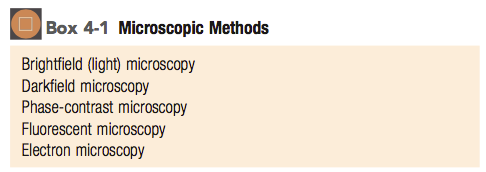 Box 4-1 Microscopic Methods
Brightfield (light) microscopy
Darkfield microscopy
Phase-contrast microscopy
Fluorescent microscopy
Electron microscopy